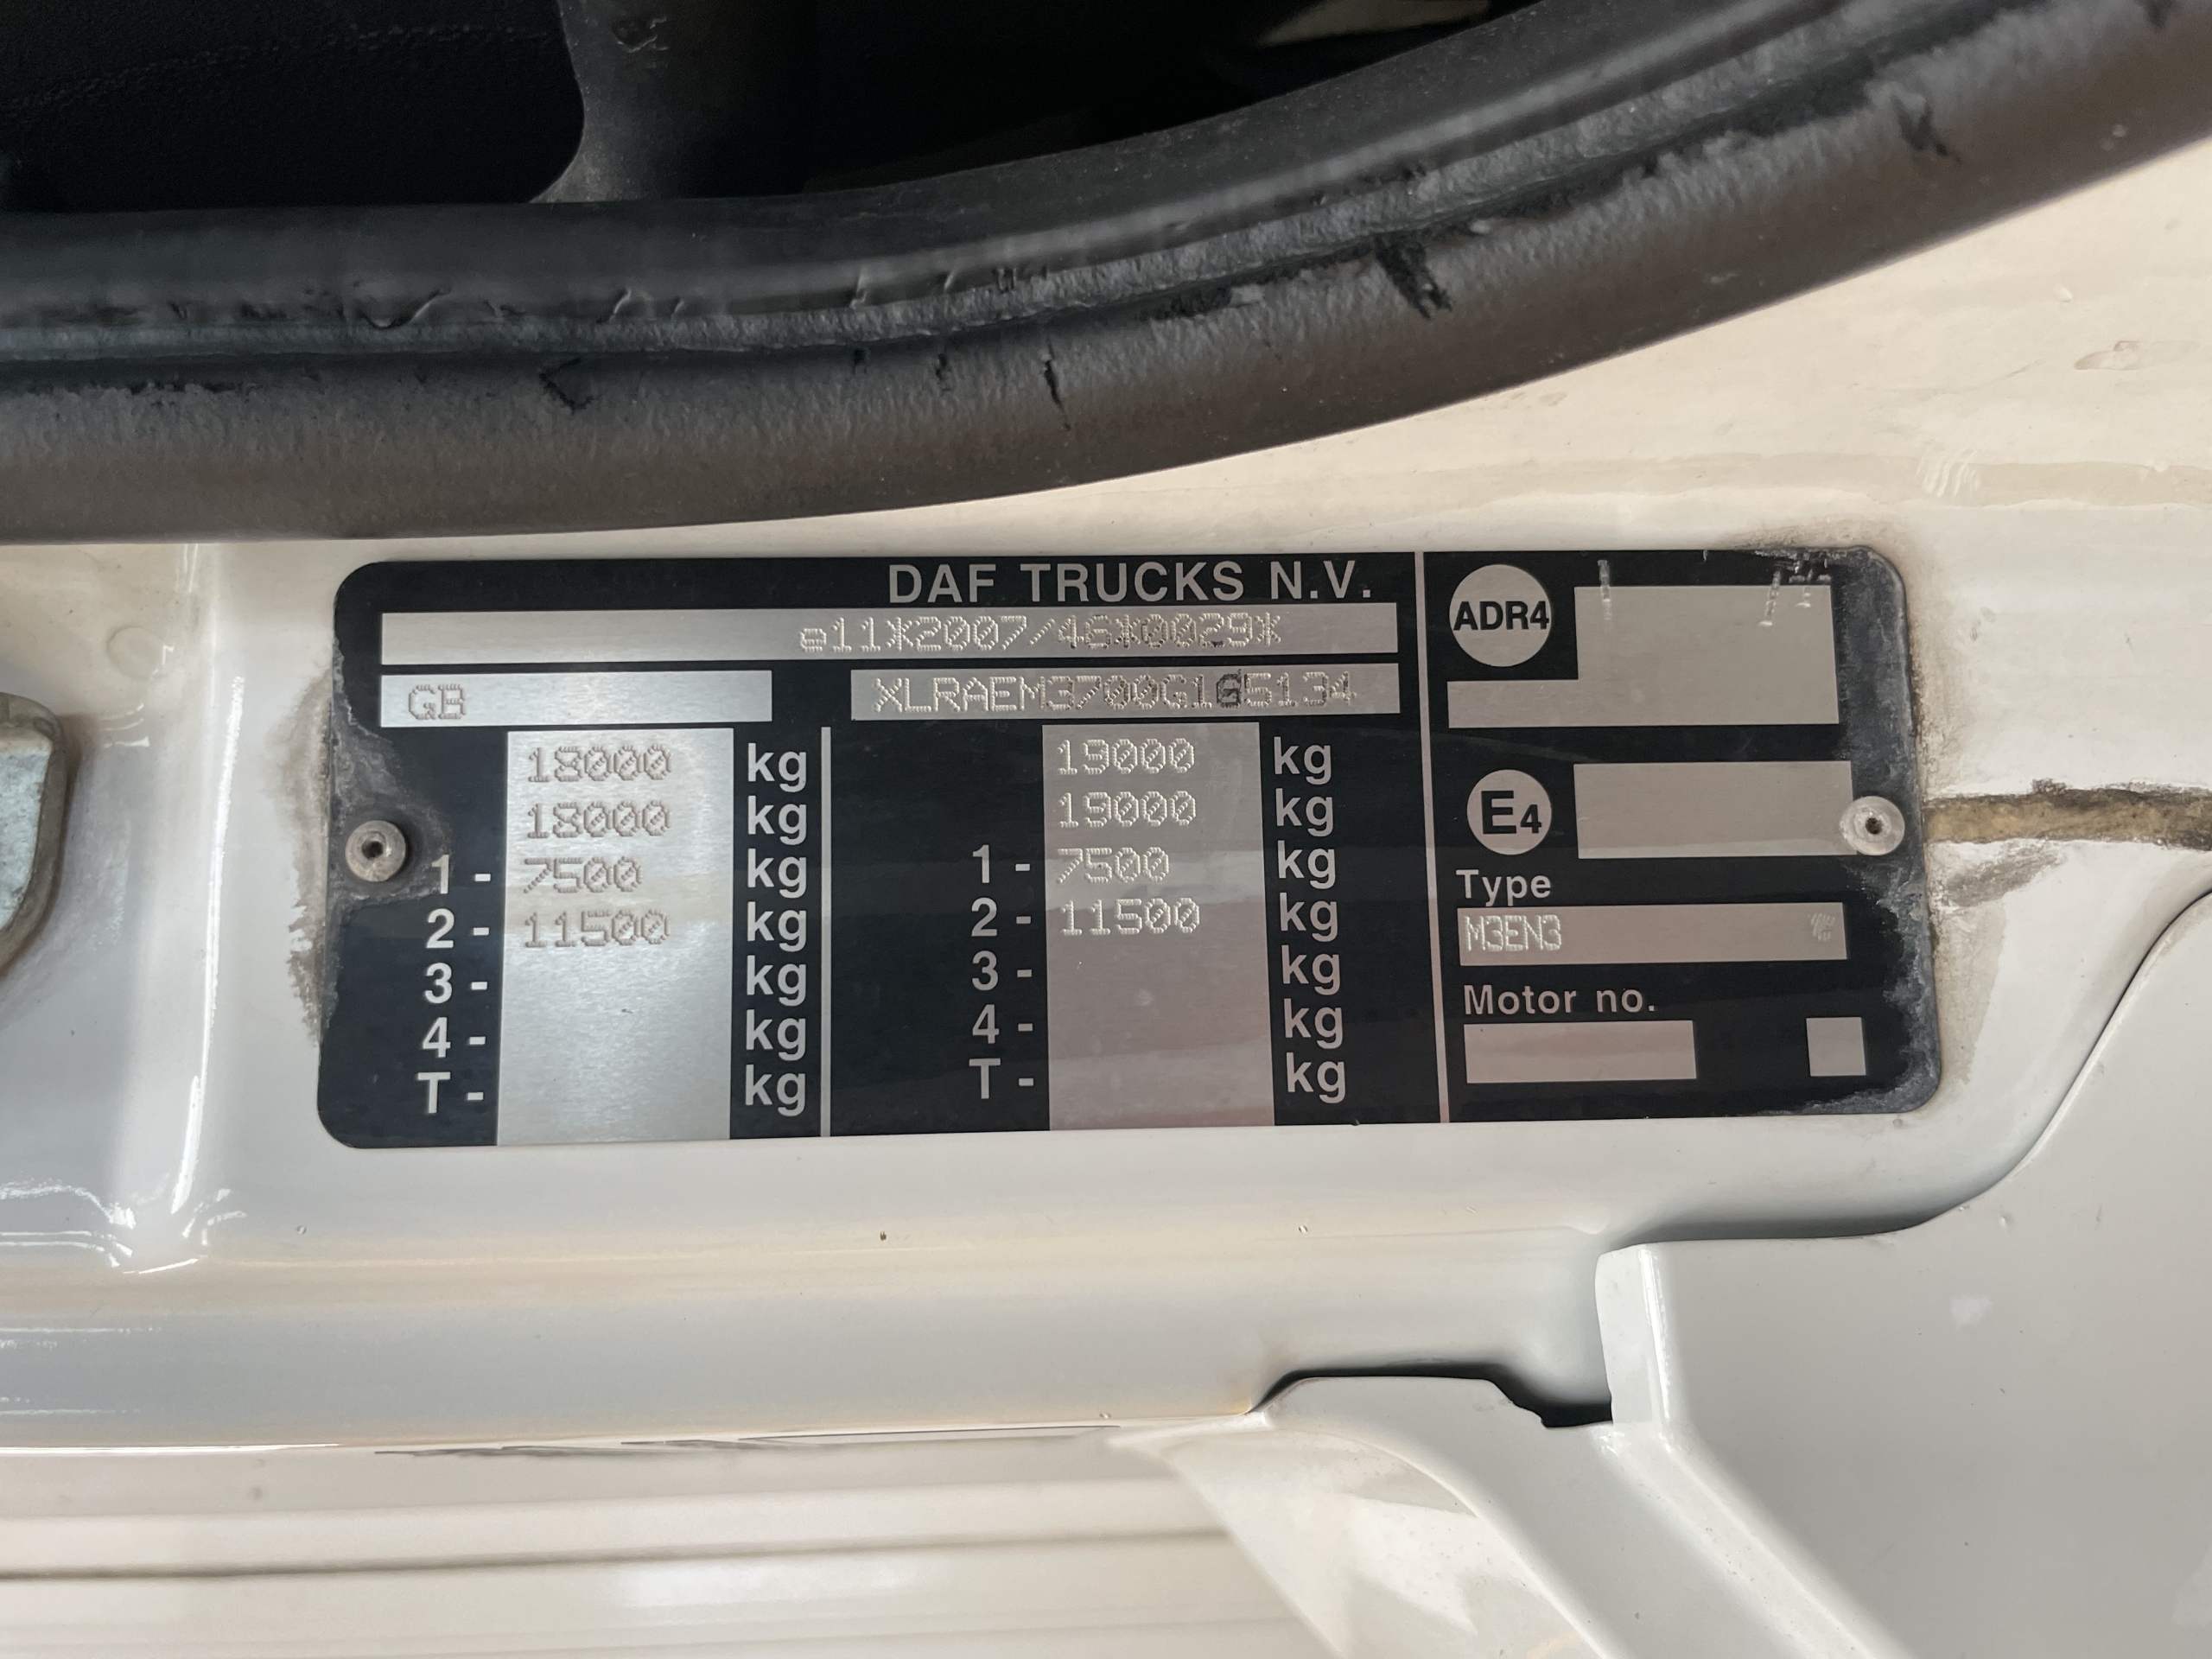 DAF TRUCKS N.V.
e11*2007/46*0029*
GB
XLRAEM3700G165134
18000 kg
18000 kg
1 - 7500 kg
2 - 11500 kg
3 - kg
4 - kg
T - kg
19000 kg
19000 kg
1 - 7500 kg
2 - 11500 kg
3 - kg
4 - kg
T - kg
ADR4
E4
Type
M3EN3
Motor no.